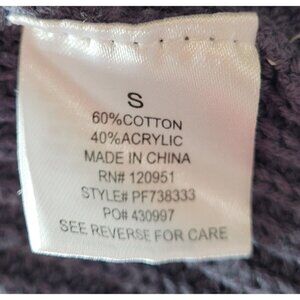 S
60%COTTON
40%ACRYLIC
MADE IN CHINA
RN# 120951
STYLE# PF738333
PO# 430997
SEE REVERSE FOR CARE